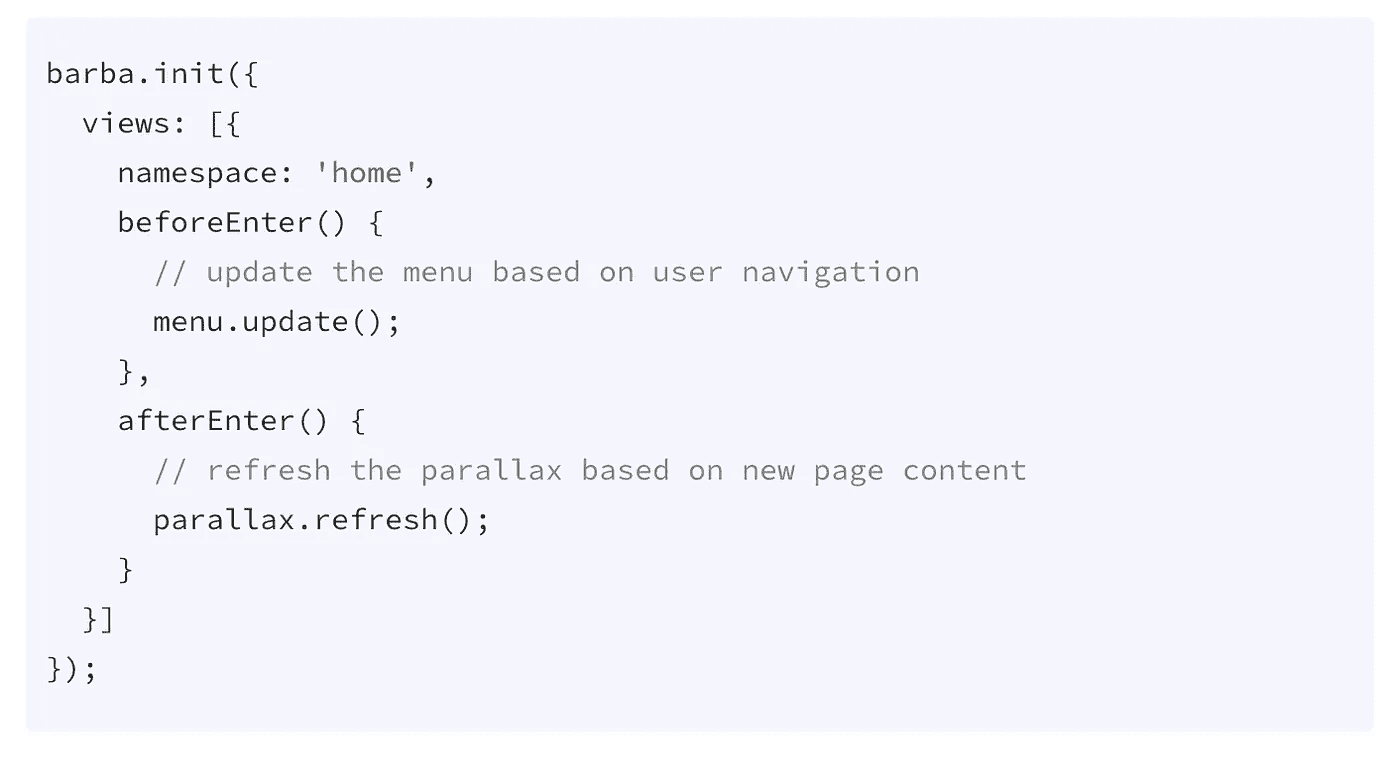 barba.init({
  views: [{
    namespace: 'home',
    beforeEnter() {
      // update the menu based on user navigation
      menu.update();
    },
    afterEnter() {
      // refresh the parallax based on new page content
      parallax.refresh();
    }
  }]
});